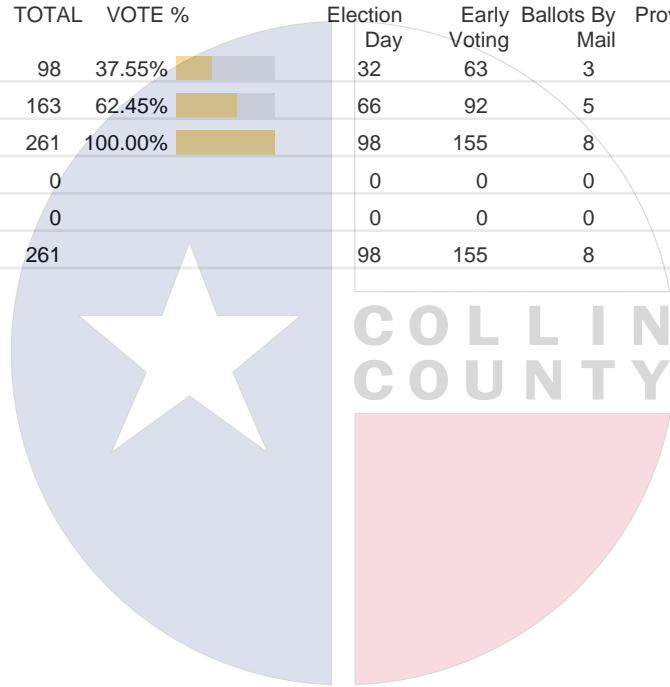 TOTAL VOTE % Election Day Early Voting Ballots By Mail
98 37.55% 32 63 3
163 62.45% 66 92 5
261 100.00% 98 155 8
0 0 0 0
0 0 0 0
261 98 155 8
COLLIN
COUNTY